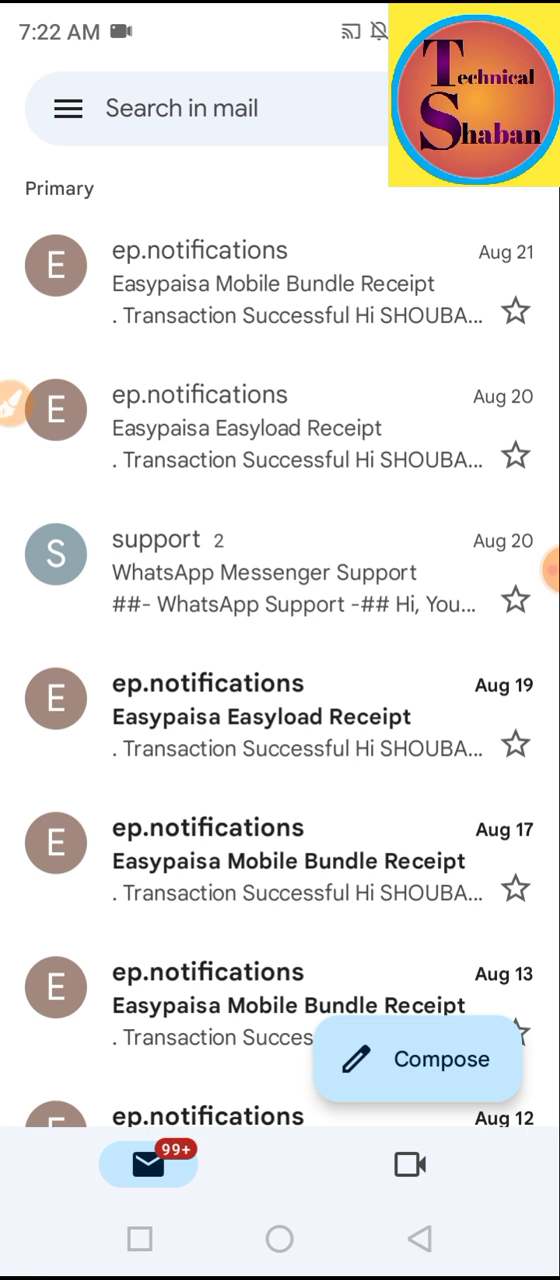 7:22 AM
Technical
Shaban
Search in mail
Primary
E
ep.notifications
Aug 21
Easypaisa Mobile Bundle Receipt
. Transaction Successful Hi SHOUBA...
E
ep.notifications
Aug 20
Easypaisa Easyload Receipt
. Transaction Successful Hi SHOUBA...
S
support 2
Aug 20
WhatsApp Messenger Support
##- WhatsApp Support -## Hi, You...
E
ep.notifications
Aug 19
Easypaisa Easyload Receipt
. Transaction Successful Hi SHOUBA...
E
ep.notifications
Aug 17
Easypaisa Mobile Bundle Receipt
. Transaction Successful Hi SHOUBA...
E
ep.notifications
Aug 13
Easypaisa Mobile Bundle Receipt
. Transaction Succes
Compose
E
ep.notifications
Aug 12
99+